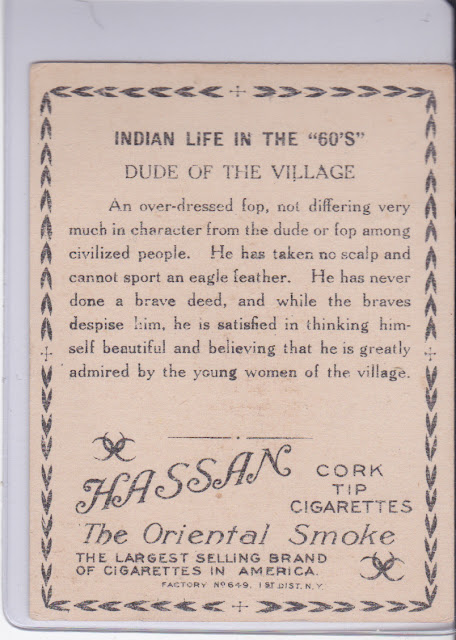 INDIAN LIFE IN THE "60'S"
DUDE OF THE VILLAGE
An over-dressed fop, not differing very
much in character from the dude or fop among
civilized people. He has taken no scalp and
cannot sport an eagle feather. He has never
done a brave deed, and while the braves
despise him, he is satisfied in thinking him-
self beautiful and believing that he is greatly
admired by the young women of the village.
HASSAN
CORK
TIP
CIGARETTES
The Oriental Smoke
THE LARGEST SELLING BRAND
OF CIGARETTES IN AMERICA.
FACTORY Nº 649, 1ST DIST. N.Y.